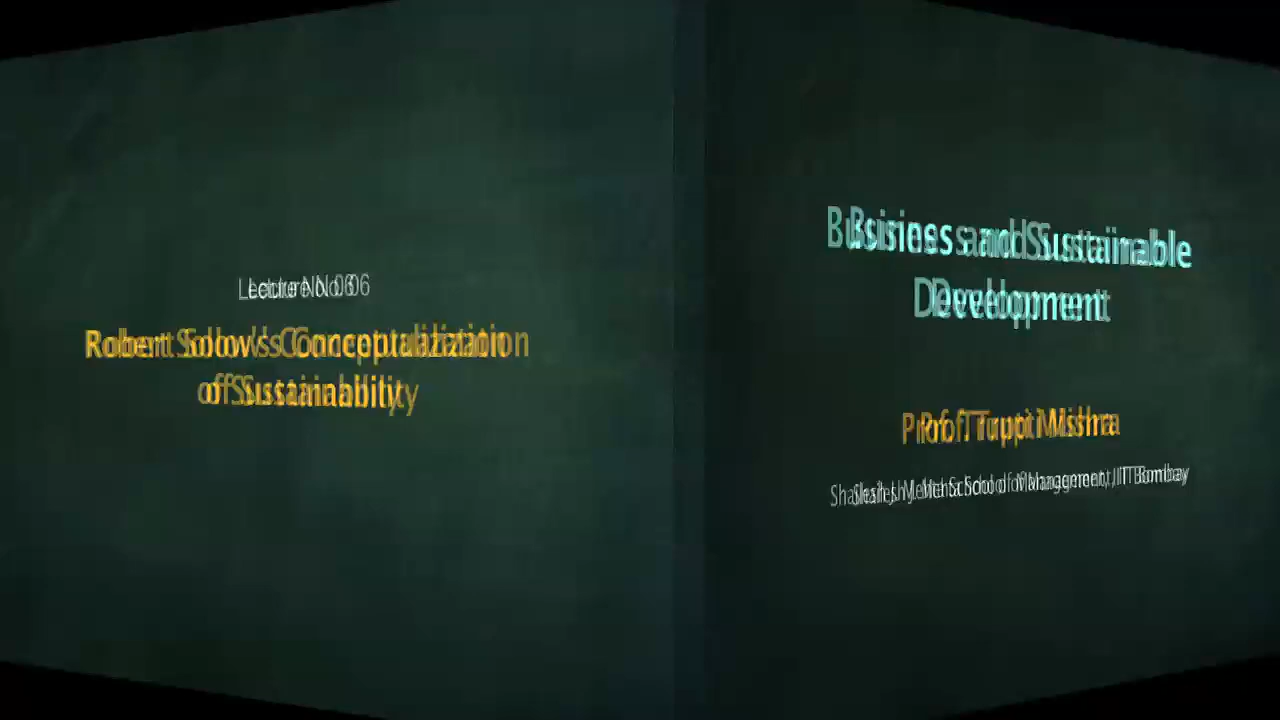 Lecture No. 06
Robert Solow's Conceptualization
of Sustainability
Business and Sustainable
Development
Prof. Trupti Mishra
Shailesh J. Mehta School of Management, IIT Bombay